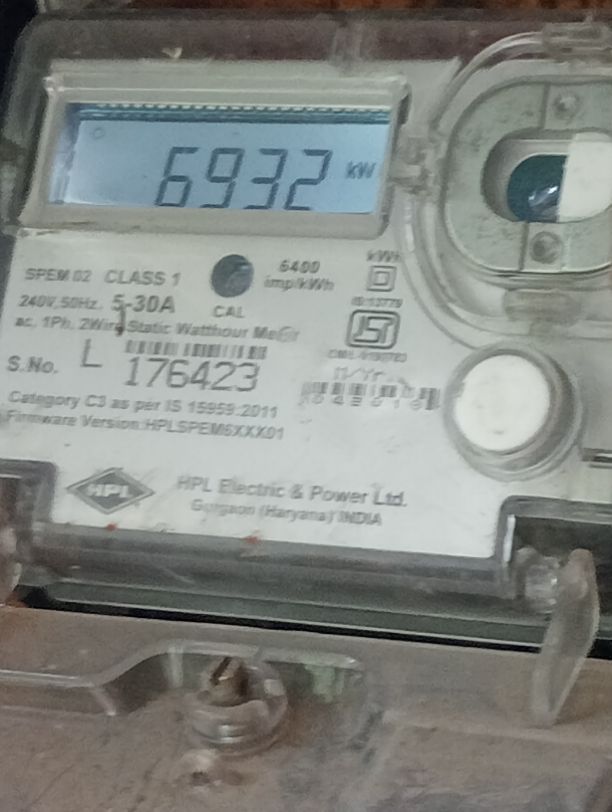 6932 kW
SPEM 02 CLASS 1
240V, 50Hz, 5-30A
ac, 1Ph, 2Wire Static Watthour Meter
CAL
6400
imp/kWh
kWh
S.No. L 176423
Category C3 as per IS 15959:2011
Firmware Version:HPLSPEM6XXX01
HPL
HPL Electric & Power Ltd.
Gurgaon (Haryana) INDIA